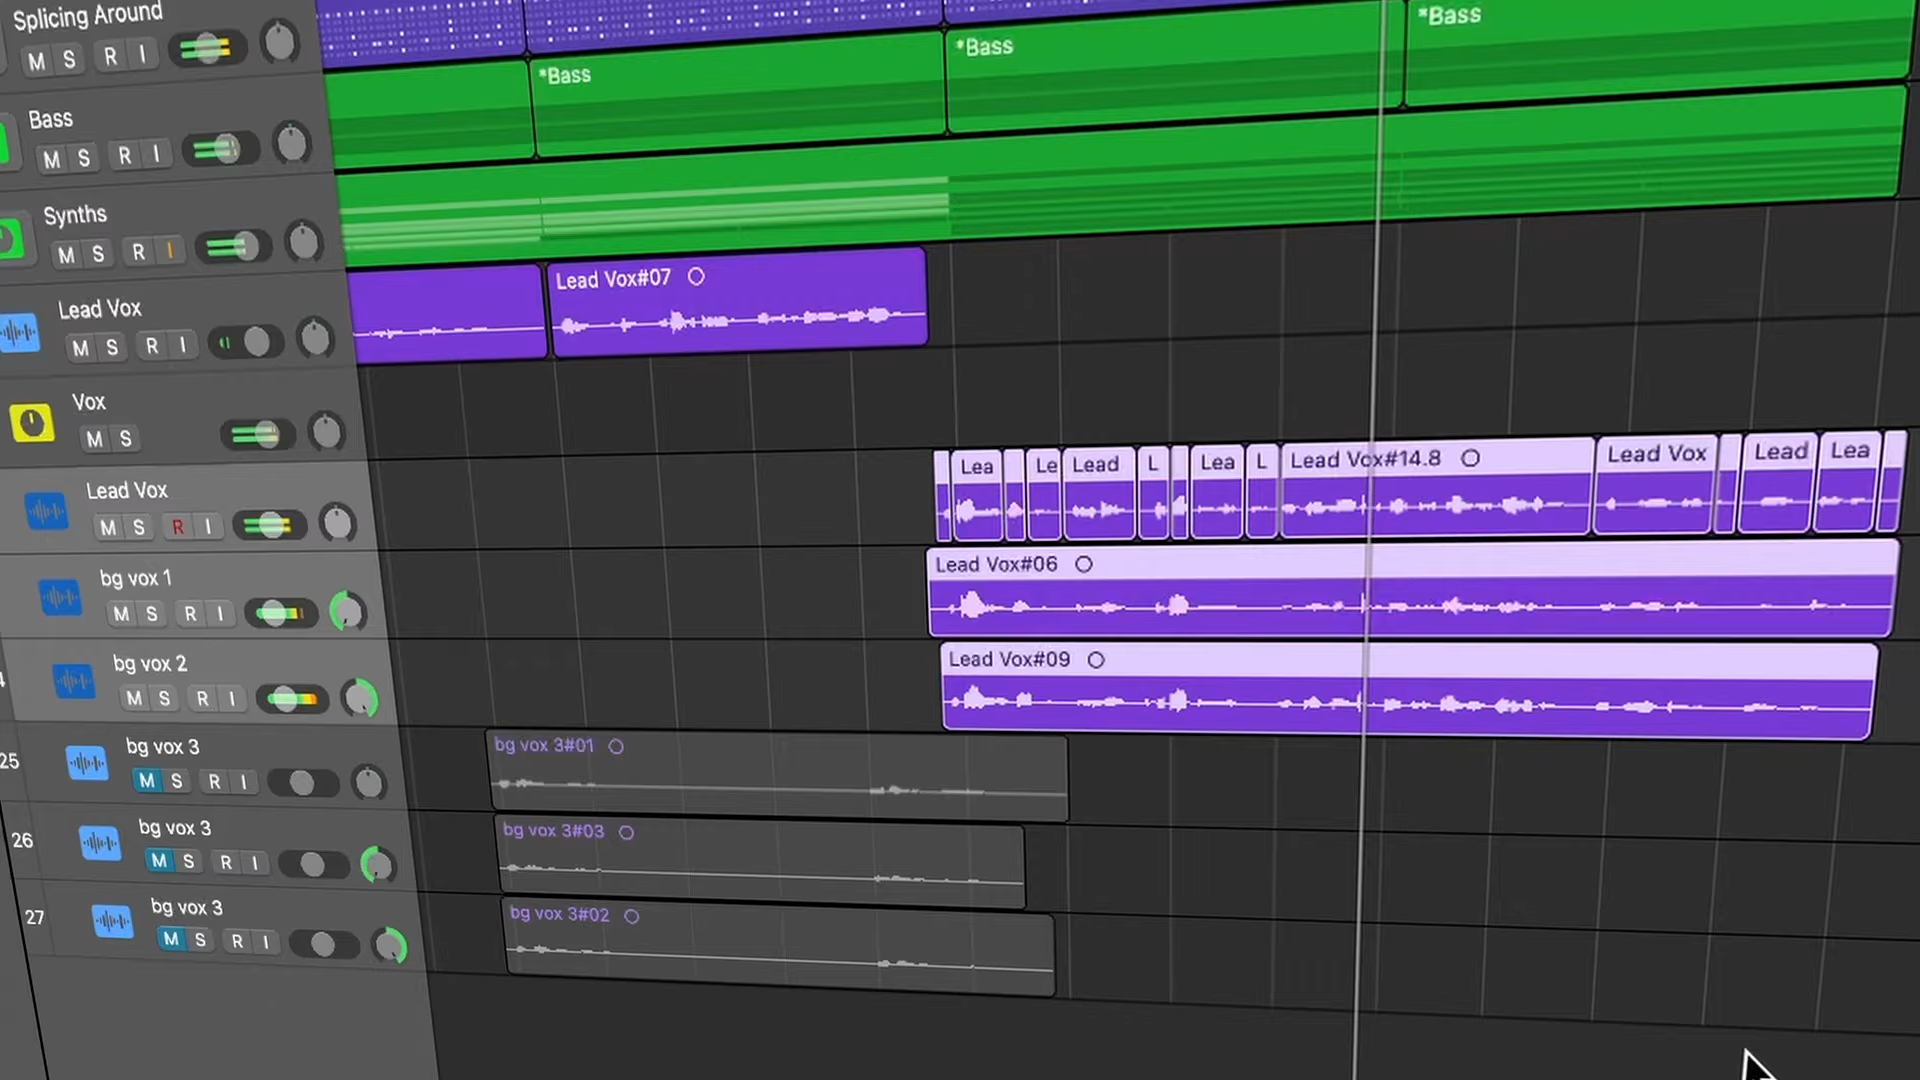 Splicing Around
M S R I
*Bass
*Bass
*Bass
Bass
M S R I
Synths
M S R I
Lead Vox
M S R I
Lead Vox#07
Vox
M S
Lead Vox
M S R I
Lea
Le
Lead
L
Lea
L
Lead Vox#14.8
Lead Vox
Lead
Lea
bg vox 1
M S R I
Lead Vox#06
4
bg vox 2
M S R I
Lead Vox#09
25
bg vox 3
M S R I
bg vox 3#01
26
bg vox 3
M S R I
bg vox 3#03
27
bg vox 3
M S R I
bg vox 3#02